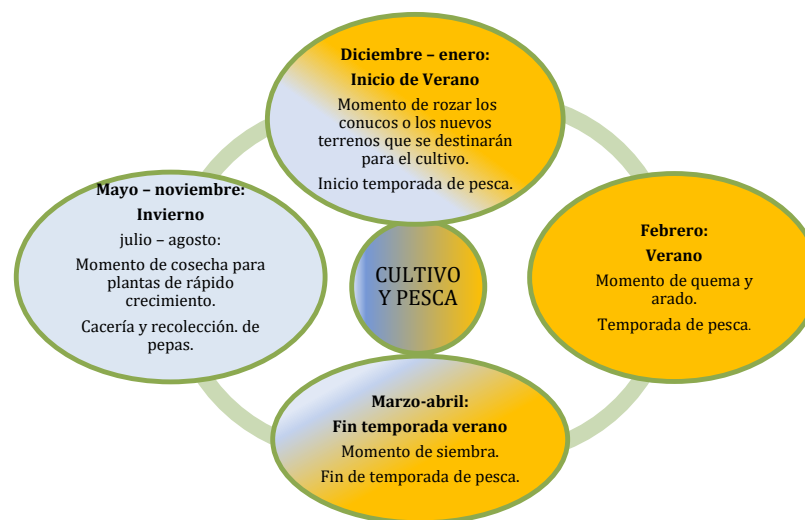 Diciembre – enero:
Inicio de Verano
Momento de rozar los
conucos o los nuevos
terrenos que se destinarán
para el cultivo.
Inicio temporada de pesca.
Mayo – noviembre:
Invierno
julio – agosto:
Momento de cosecha para
plantas de rápido
crecimiento.
Cacería y recolección. de
pepas.
CULTIVO
Y PESCA
Febrero:
Verano
Momento de quema y
arado.
Temporada de pesca.
Marzo-abril:
Fin temporada verano
Momento de siembra.
Fin de temporada de pesca.